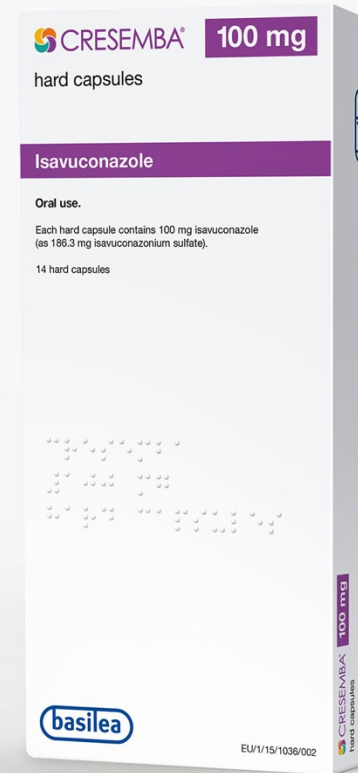 CRESEMBA® 100 mg
hard capsules
Isavuconazole
Oral use.
Each hard capsule contains 100 mg isavuconazole
(as 186.3 mg isavuconazonium sulfate).
14 hard capsules
basilea
EU/1/15/1036/002
CRESEMBA® 100 mg
hard capsules